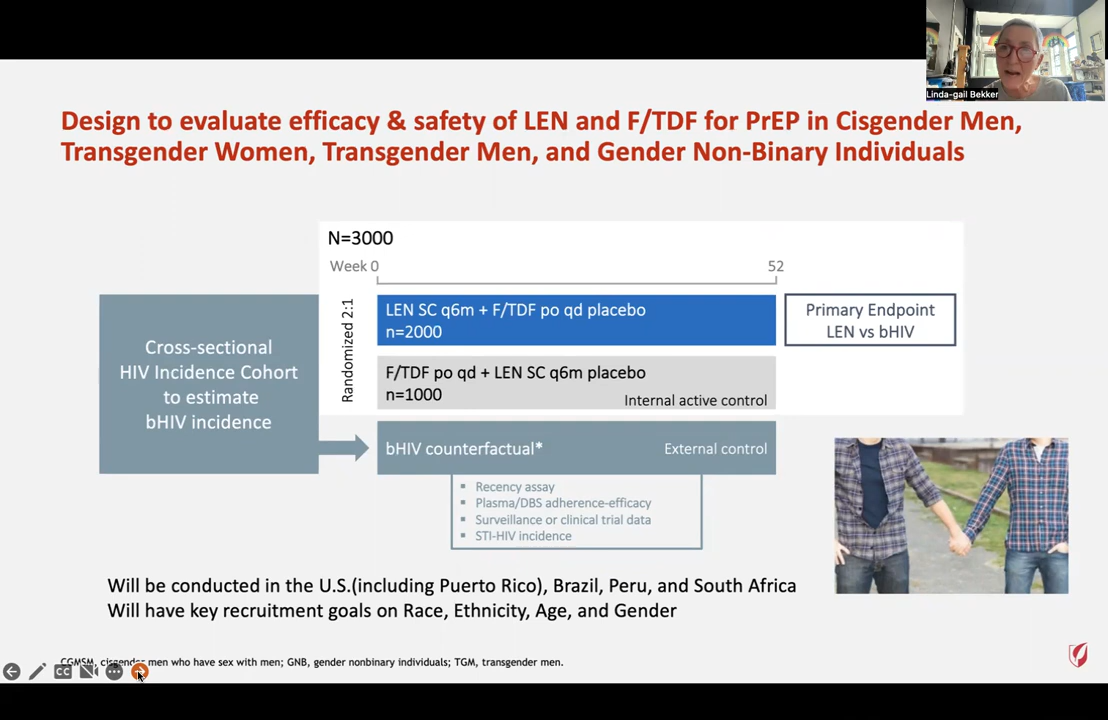 Linda-gail Bekker
Design to evaluate efficacy & safety of LEN and F/TDF for PrEP in Cisgender Men,
Transgender Women, Transgender Men, and Gender Non-Binary Individuals
N=3000
Week 0
52
Cross-sectional
HIV Incidence Cohort
to estimate
bHIV incidence
Randomized 2:1
LEN SC q6m + F/TDF po qd placebo
n=2000
Primary Endpoint
LEN vs bHIV
F/TDF po qd + LEN SC q6m placebo
n=1000
Internal active control
bHIV counterfactual*
External control
▪ Recency assay
▪ Plasma/DBS adherence-efficacy
▪ Surveillance or clinical trial data
▪ STI-HIV incidence
Will be conducted in the U.S.(including Puerto Rico), Brazil, Peru, and South Africa
Will have key recruitment goals on Race, Ethnicity, Age, and Gender
CGMSM, cisgender men who have sex with men; GNB, gender nonbinary individuals; TGM, transgender men.
CC